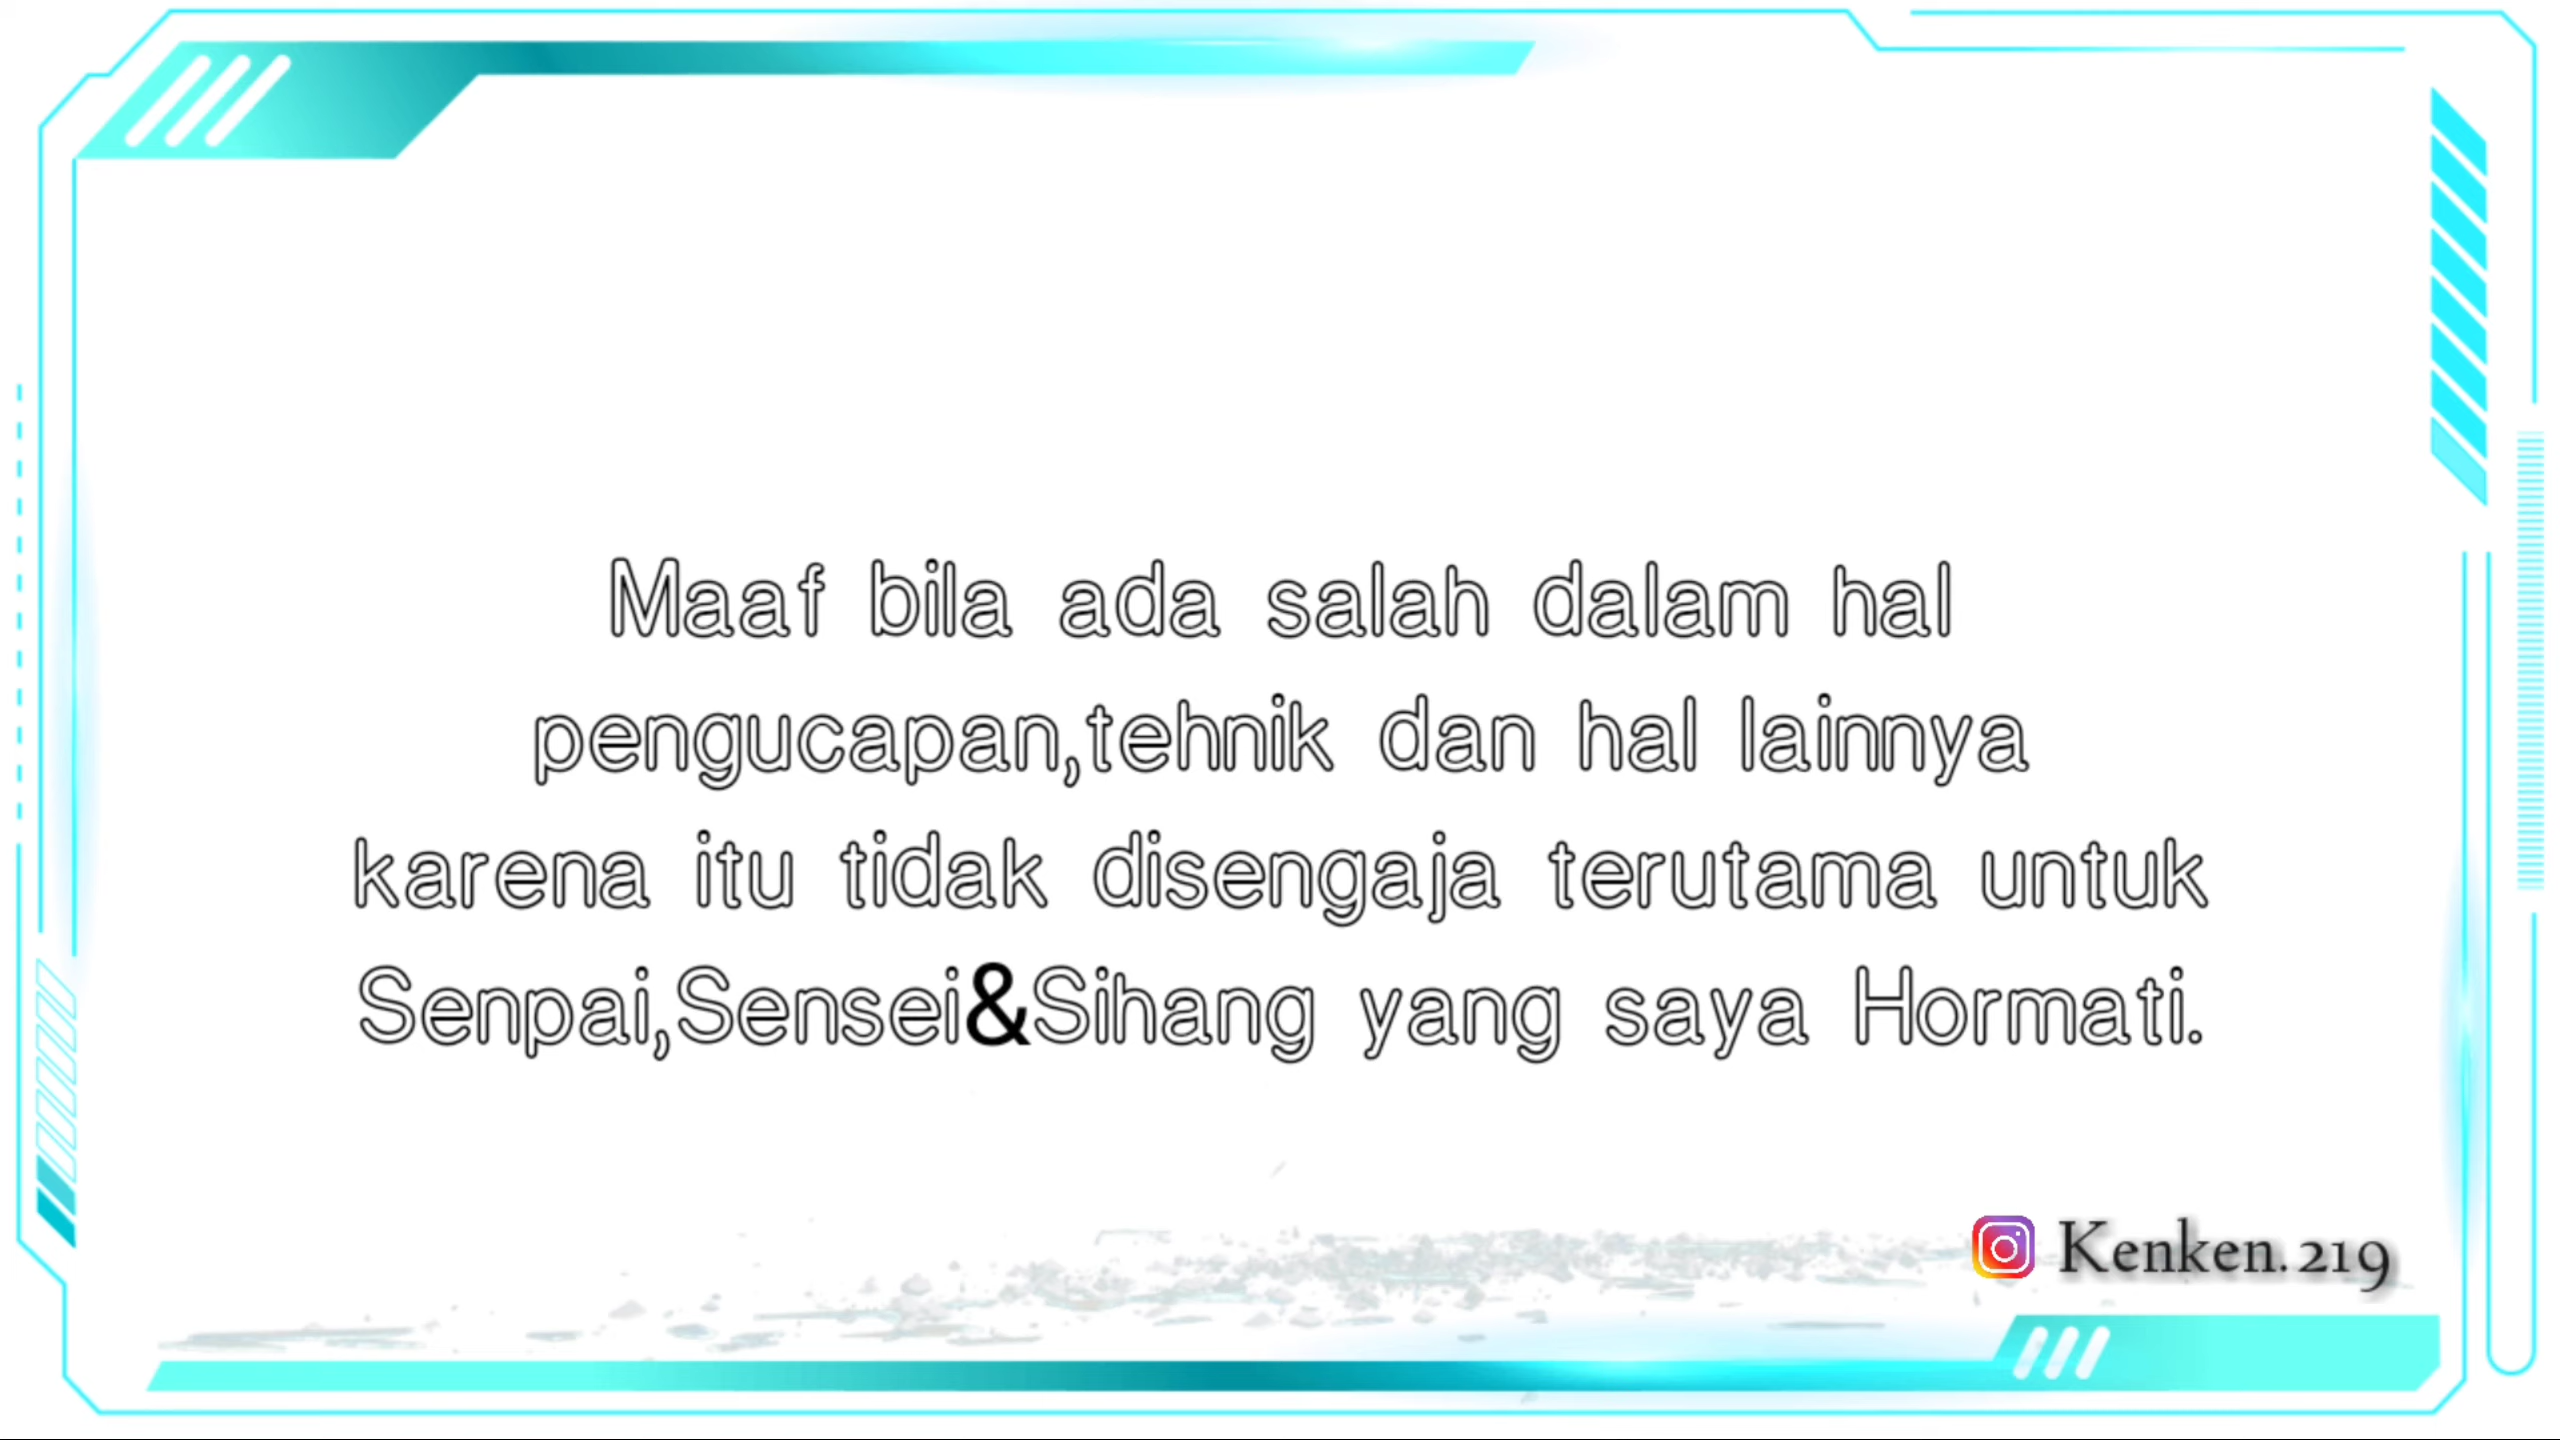 Maaf bila ada salah dalam hal
pengucapan,tehnik dan hal lainnya
karena itu tidak disengaja terutama untuk
Senpai,Sensei&Sihang yang saya Hormati.
Kenken.219